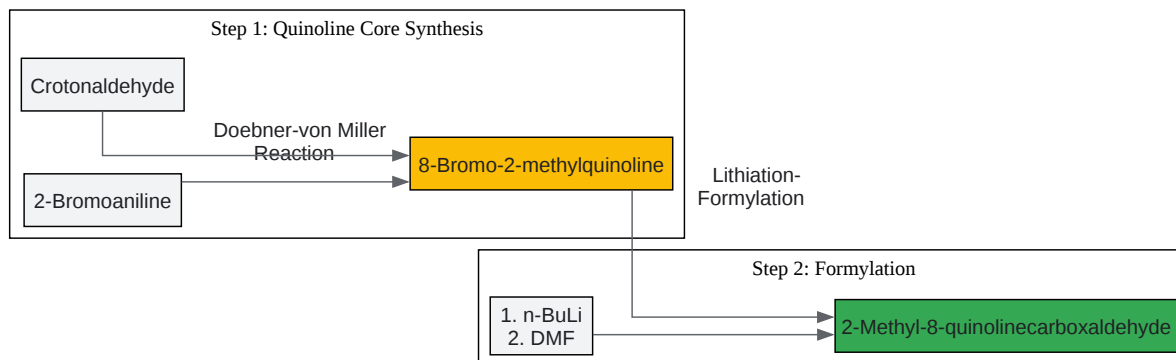 Step 1: Quinoline Core Synthesis
Crotonaldehyde
Doebner-von Miller
Reaction
8-Bromo-2-methylquinoline
2-Bromoaniline
Lithiation-
Formylation
Step 2: Formylation
1. n-BuLi
2. DMF
2-Methyl-8-quinolinecarboxaldehyde